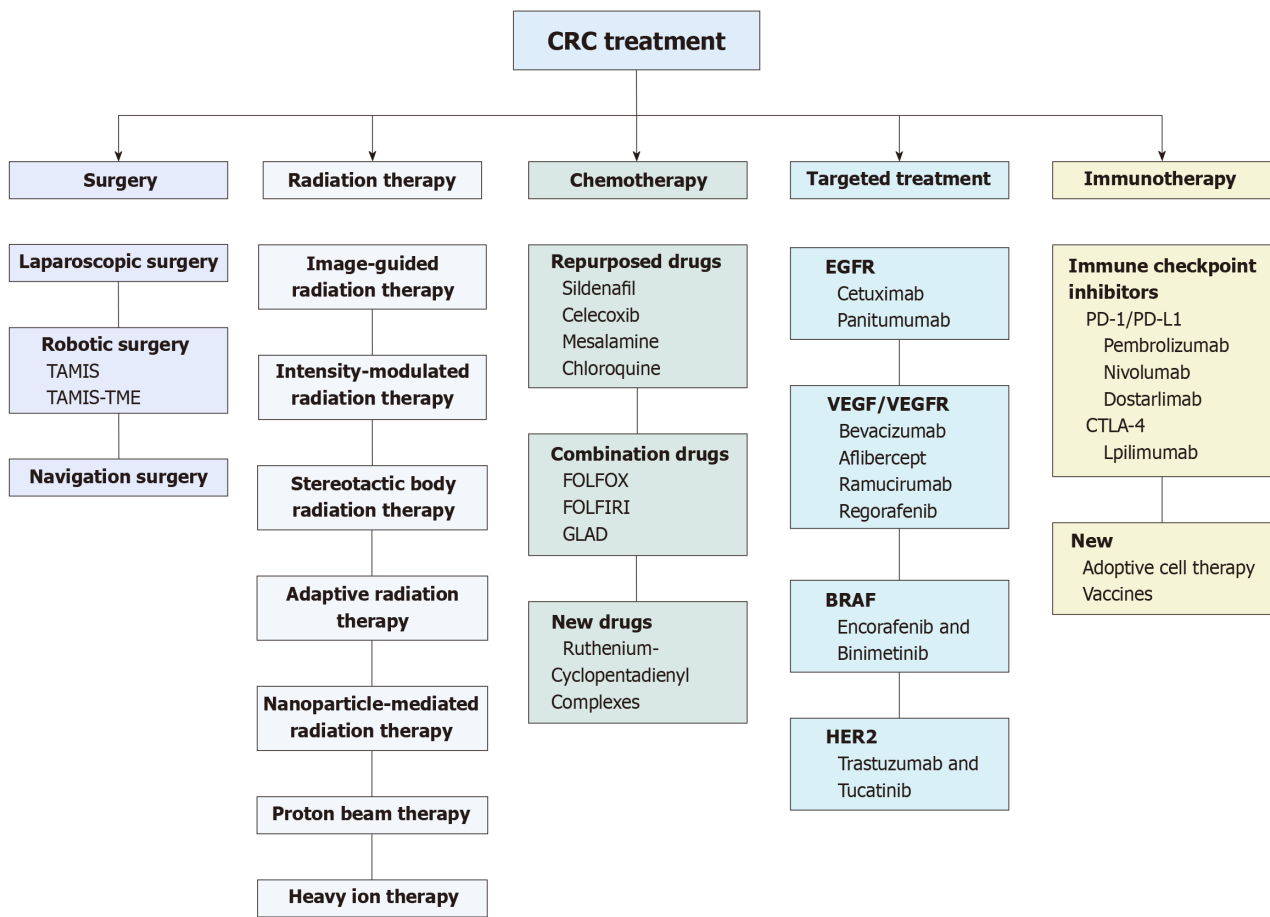 CRC treatment
Surgery
Laparoscopic surgery
Robotic surgery
TAMIS
TAMIS-TME
Navigation surgery
Radiation therapy
Image-guided
radiation therapy
Intensity-modulated
radiation therapy
Stereotactic body
radiation therapy
Adaptive radiation
therapy
Nanoparticle-mediated
radiation therapy
Proton beam therapy
Heavy ion therapy
Chemotherapy
Repurposed drugs
Sildenafil
Celecoxib
Mesalamine
Chloroquine
Combination drugs
FOLFOX
FOLFIRI
GLAD
New drugs
Ruthenium-
Cyclopentadienyl
Complexes
Targeted treatment
EGFR
Cetuximab
Panitumumab
VEGF/VEGFR
Bevacizumab
Aflibercept
Ramucirumab
Regorafenib
BRAF
Encorafenib and
Binimetinib
HER2
Trastuzumab and
Tucatinib
Immunotherapy
Immune checkpoint
inhibitors
PD-1/PD-L1
Pembrolizumab
Nivolumab
Dostarlimab
CTLA-4
Lpilimumab
New
Adoptive cell therapy
Vaccines